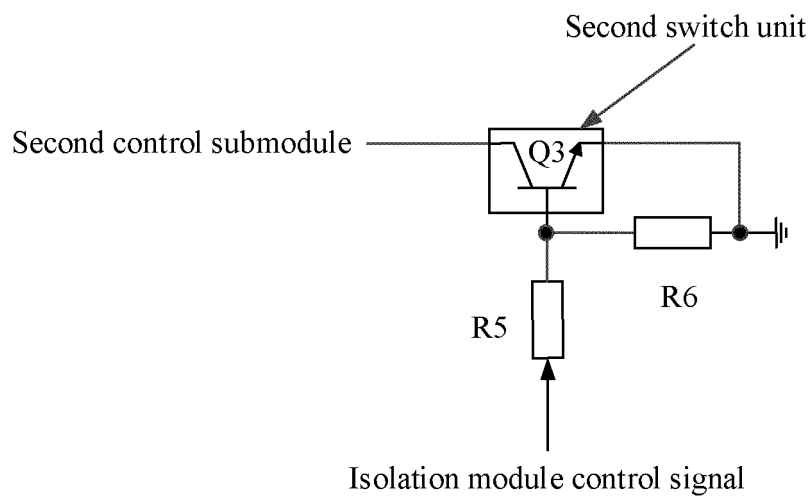 Second switch unit
Second control submodule
Q3
R6
R5
Isolation module control signal